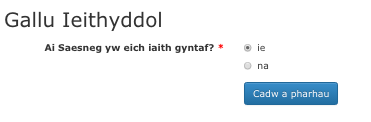 Gallu Ieithyddol
Ai Saesneg yw eich iaith gyntaf? * ie
na
Cadw a pharhau